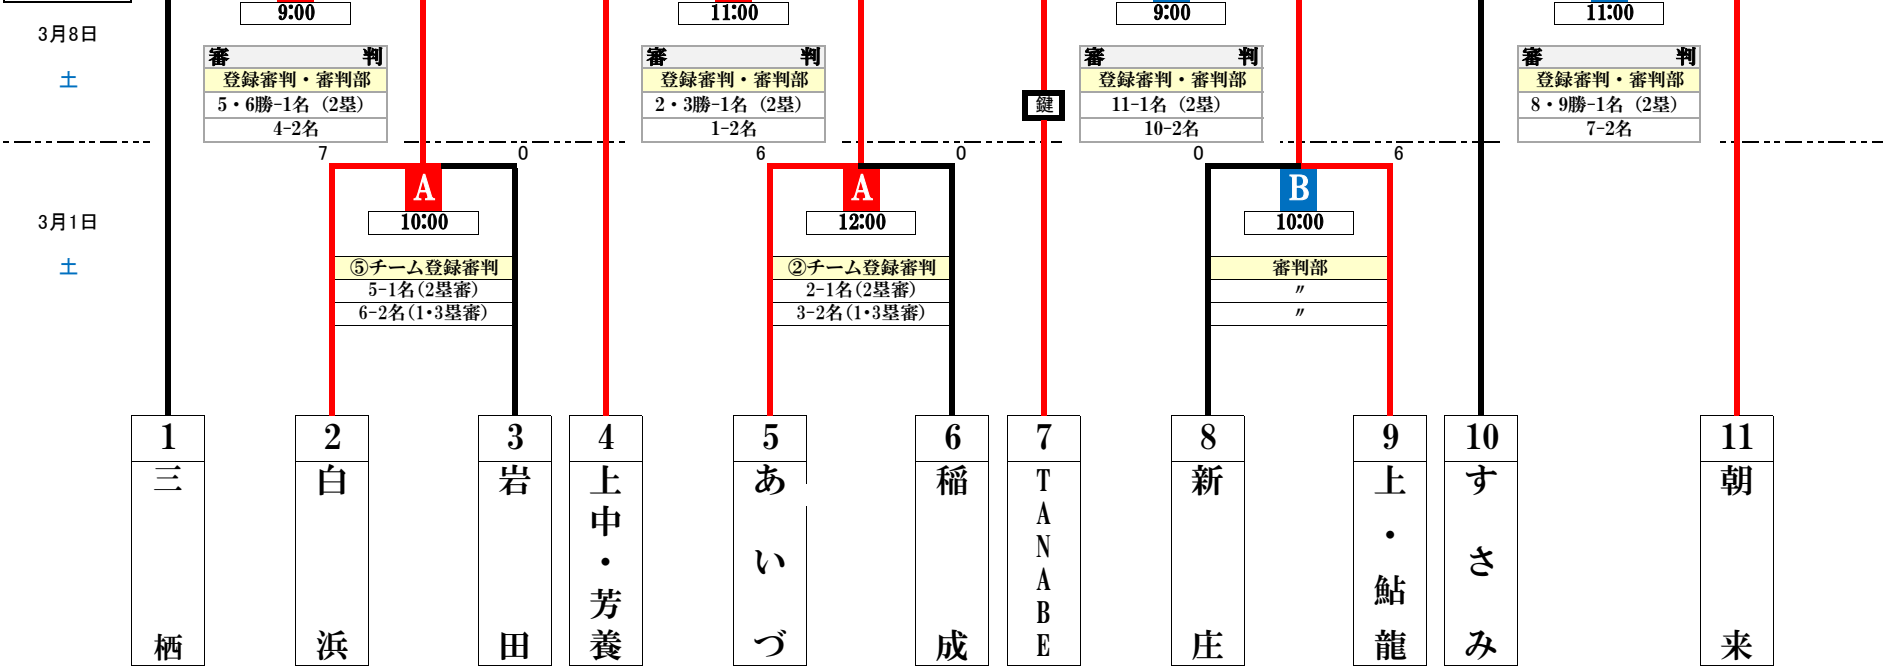 9:00
11:00
9:00
11:00
3月8日
土
審 判
登録審判・審判部
5・6勝-1名（2塁）
4-2名
審 判
登録審判・審判部
2・3勝-1名（2塁）
1-2名
鍵
審 判
登録審判・審判部
11-1名（2塁）
10-2名
審 判
登録審判・審判部
8・9勝-1名（2塁）
7-2名
7
0
6
0
0
6
3月1日
土
A
10:00
⑤チーム登録審判
5-1名(2塁審)
6-2名(1・3塁審)
A
12:00
②チーム登録審判
2-1名(2塁審)
3-2名(1・3塁審)
B
10:00
審判部
〃
〃
1
三栖
2
白浜
3
岩田
4
上中・芳養
5
あいづ
6
稲成
7
TANABE
8
新庄
9
上・鮎龍
10
すさみ
11
朝来